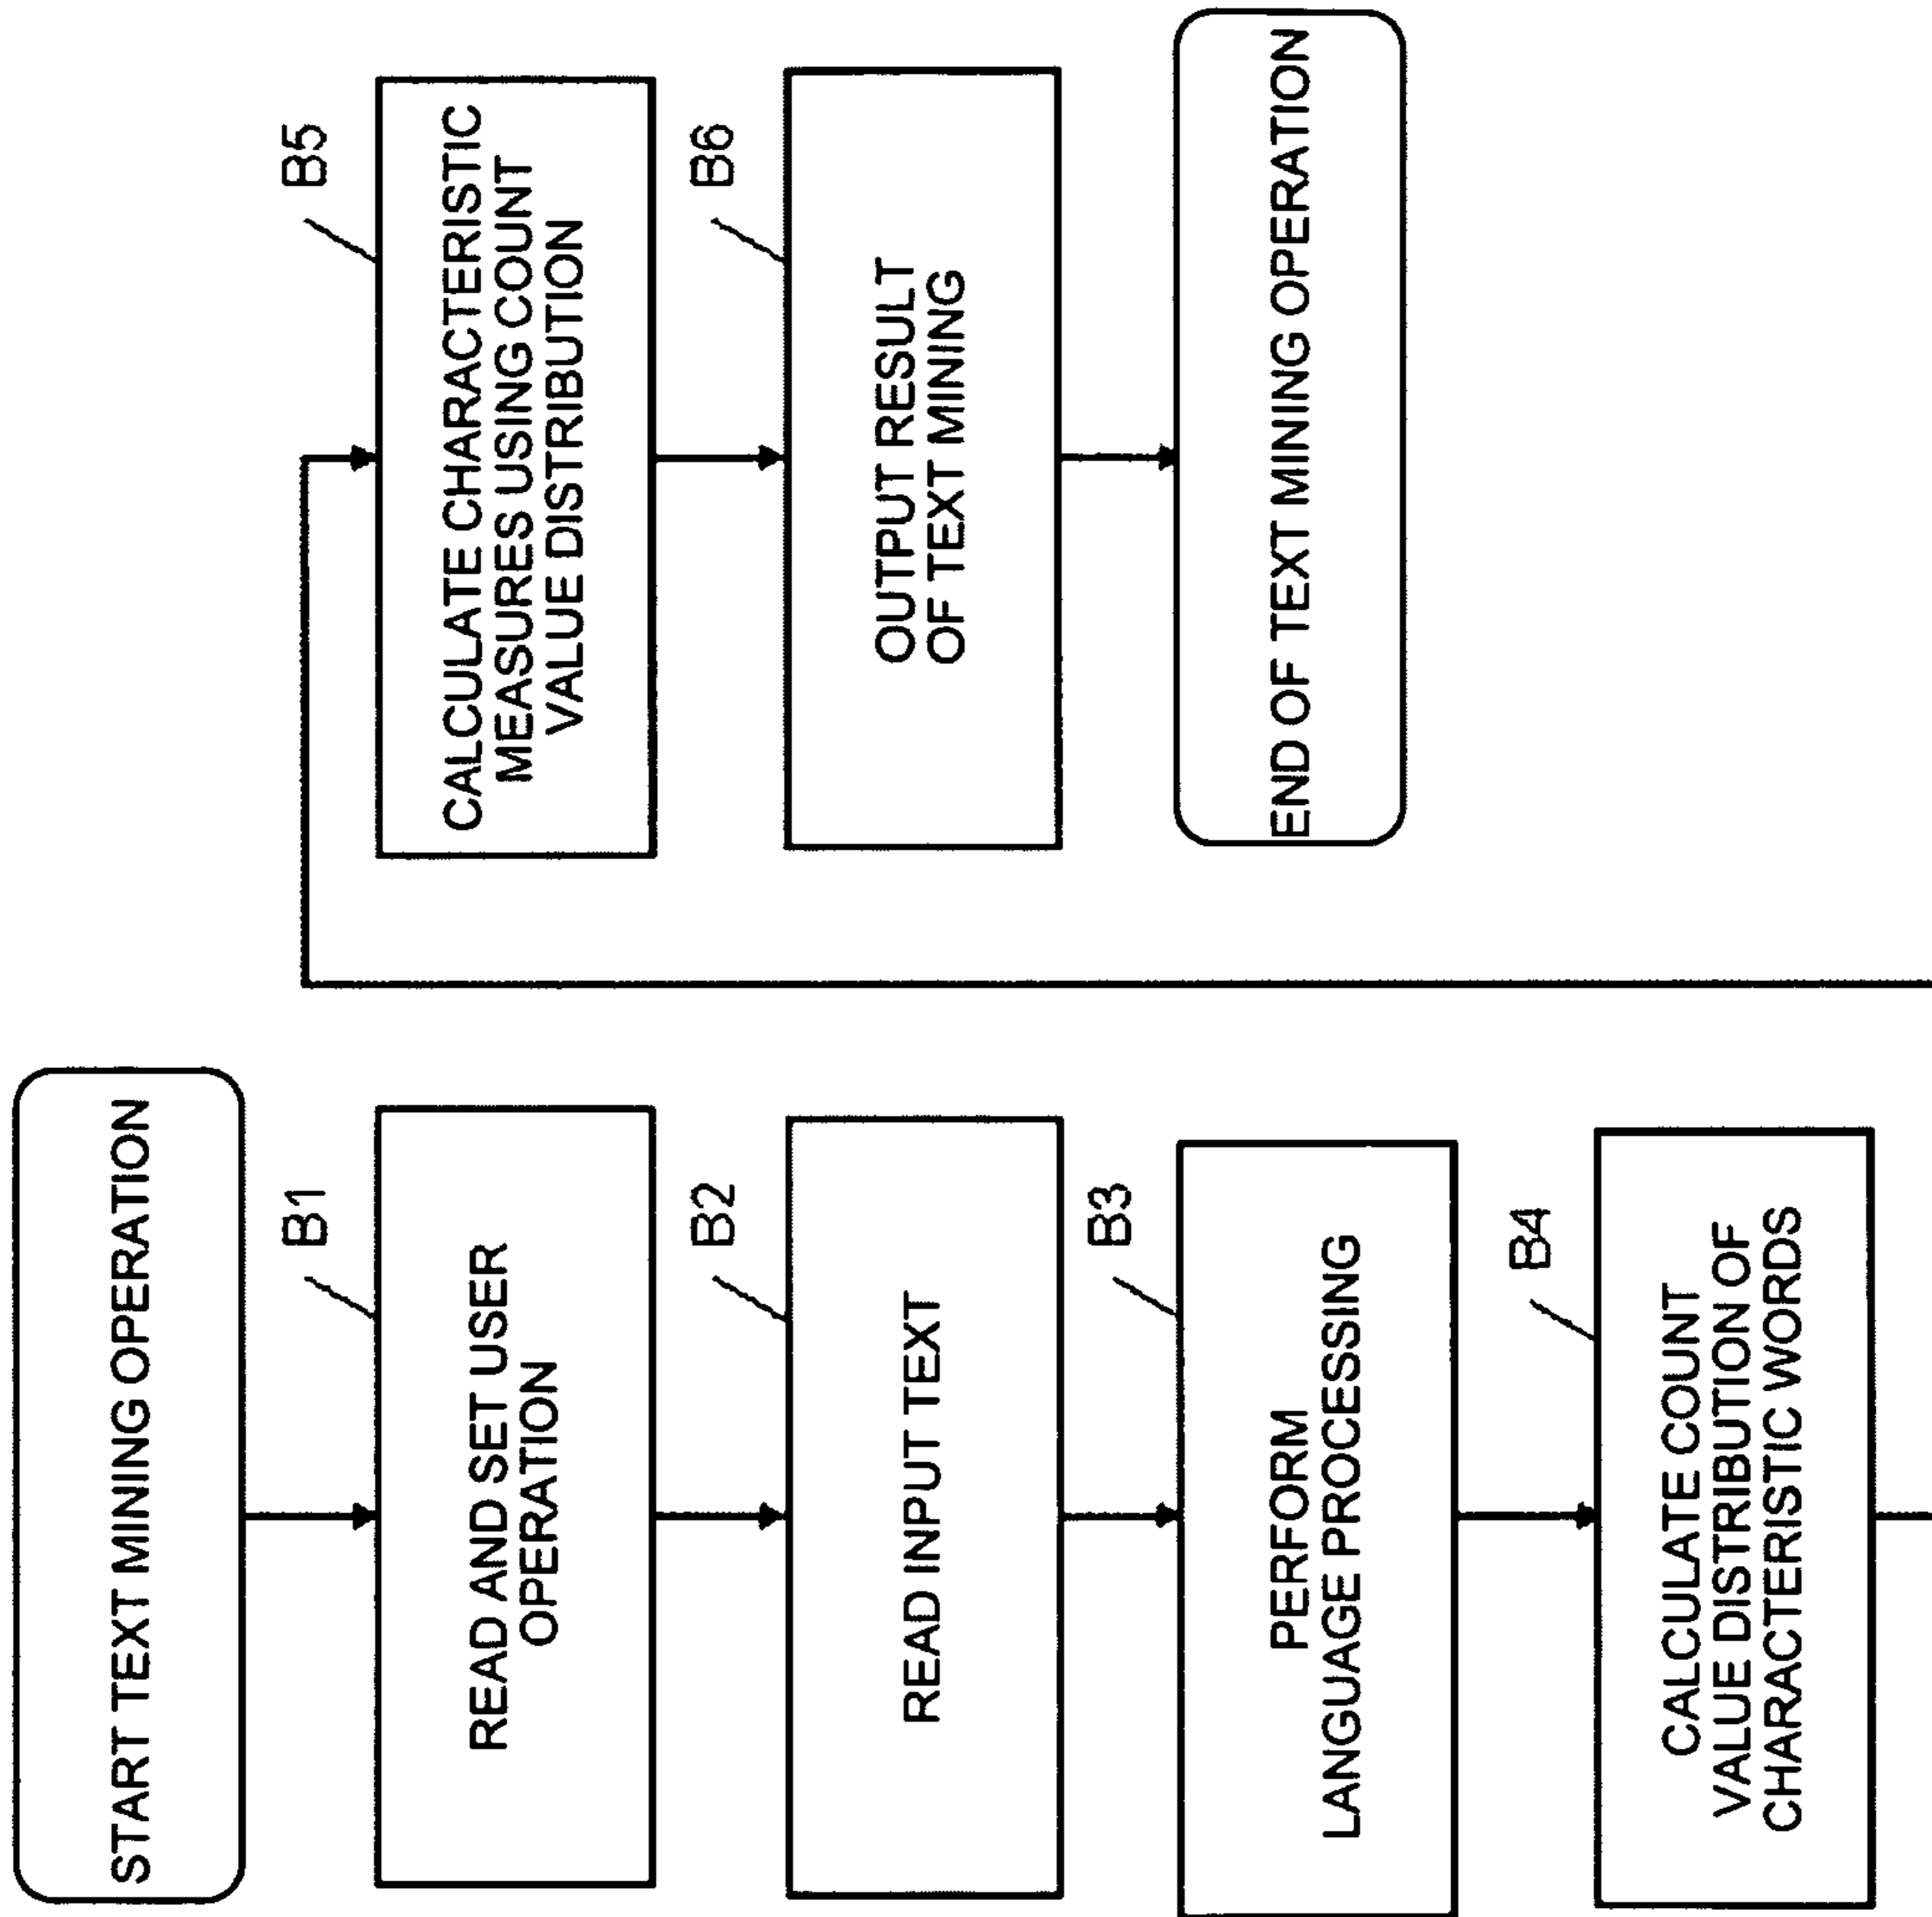 START TEXT MINING OPERATION
B1
READ AND SET USER
OPERATION
B2
READ INPUT TEXT
B3
PERFORM
LANGUAGE PROCESSING
B4
CALCULATE COUNT
VALUE DISTRIBUTION OF
CHARACTERISTIC WORDS
B5
CALCULATE CHARACTERISTIC
MEASURES USING COUNT
VALUE DISTRIBUTION
B6
OUTPUT RESULT
OF TEXT MINING
END OF TEXT MINING OPERATION